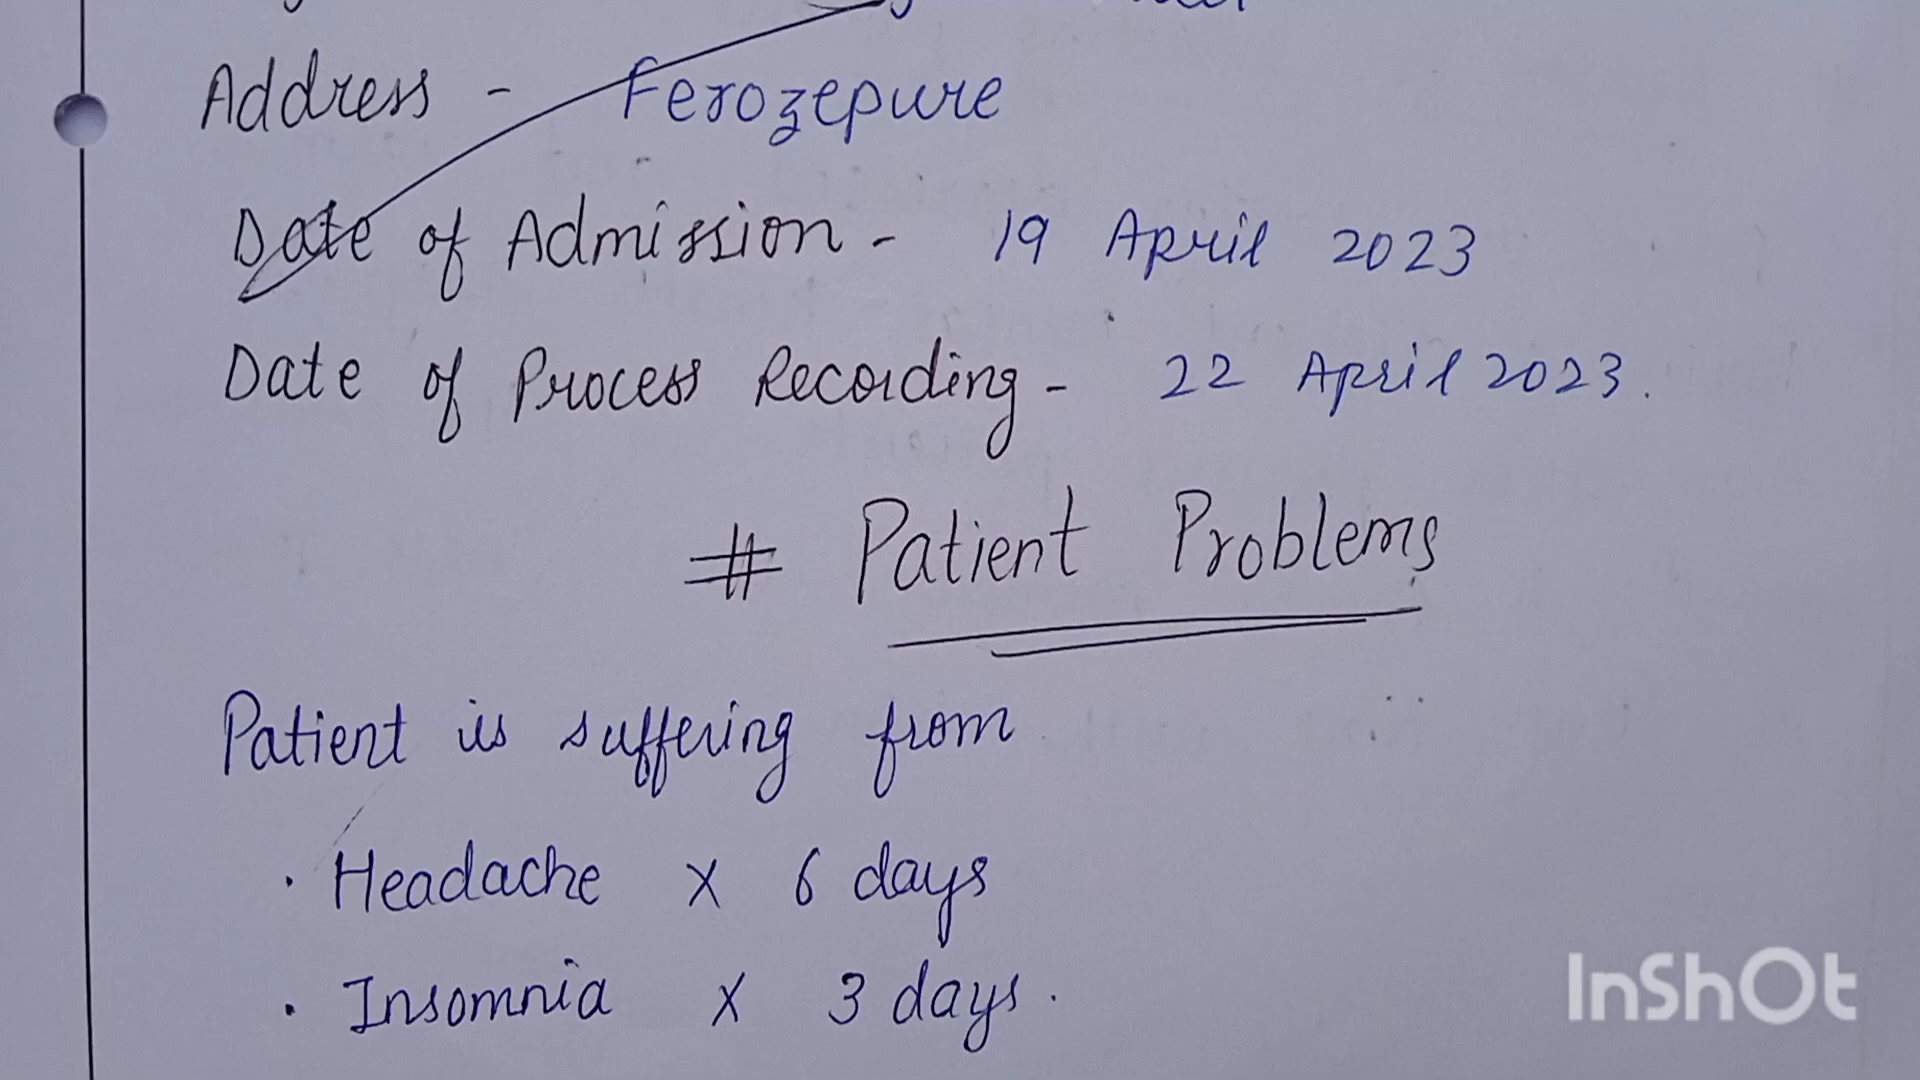 Address - Ferozepure
Date of Admission - 19 April 2023
Date of Process Recording - 22 April 2023.
# Patient Problems
Patient is suffering from
• Headache X 6 days
• Insomnia X 3 days.
InShOt